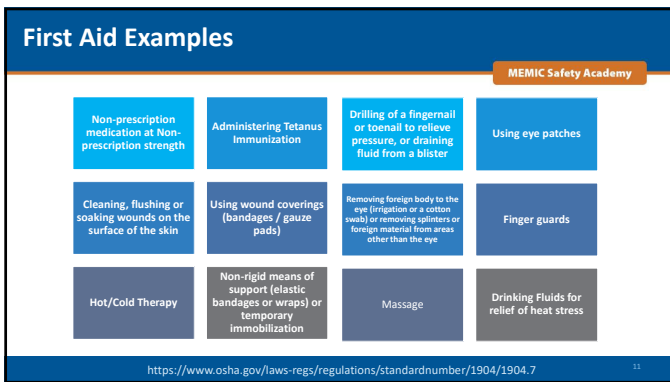 First Aid Examples
MEMIC Safety Academy
Non-prescription
medication at Non-
prescription strength
Administering Tetanus
Immunization
Drilling of a fingernail
or toenail to relieve
pressure, or draining
fluid from a blister
Using eye patches
Cleaning, flushing or
soaking wounds on the
surface of the skin
Using wound coverings
(bandages / gauze
pads)
Removing foreign body to the
eye (irrigation or a cotton
swab) or removing splinters or
foreign material from areas
other than the eye
Finger guards
Hot/Cold Therapy
Non-rigid means of
support (elastic
bandages or wraps) or
temporary
immobilization
Massage
Drinking Fluids for
relief of heat stress
https://www.osha.gov/laws-regs/regulations/standardnumber/1904/1904.7
11